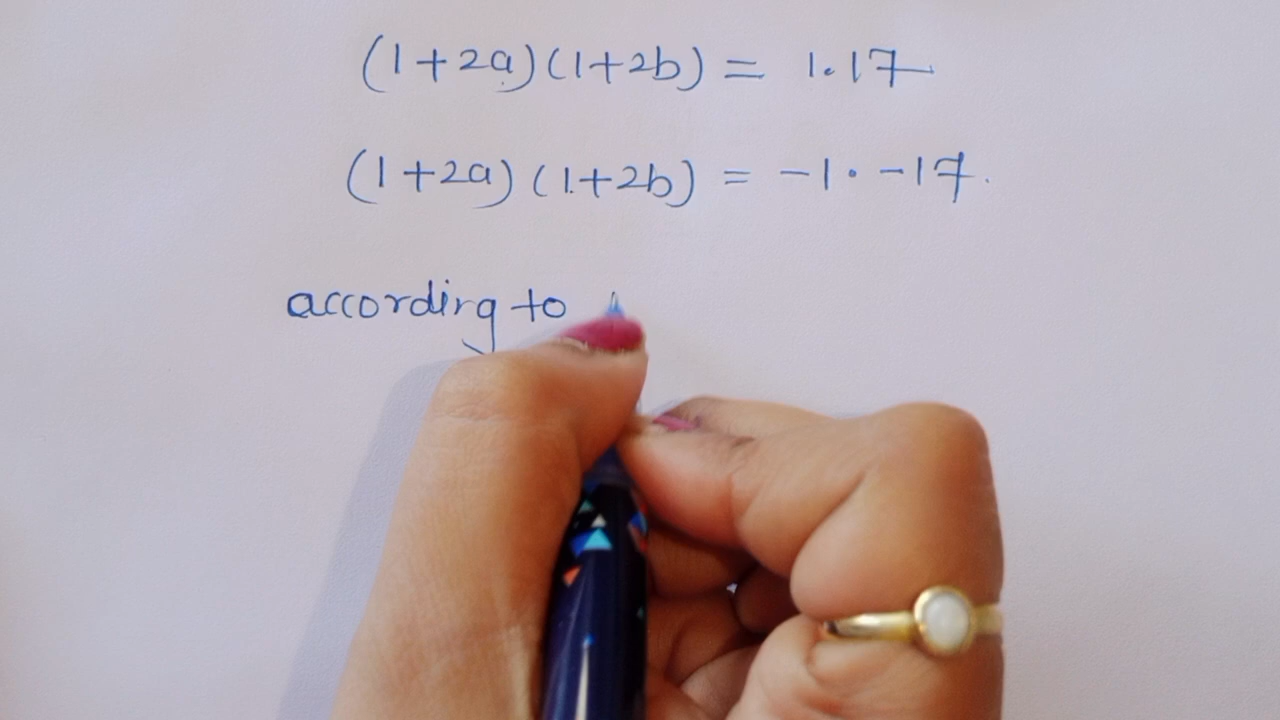 (1+2a)(1+2b) = 1.17
(1+2a) (1+2b) = -1 · -17.
according to